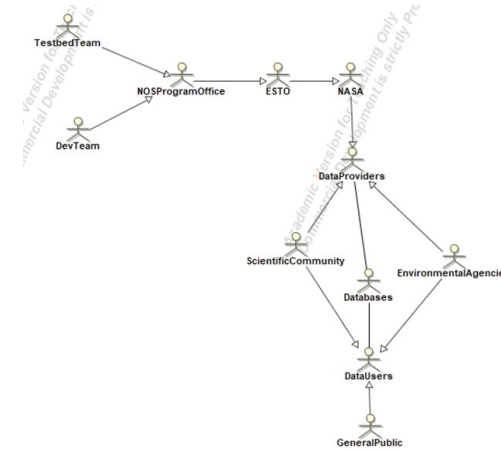 TestbedTeam
NOSProgramOffice
ESTO
NASA
DevTeam
DataProviders
ScientificCommunity
EnvironmentalAgencie
Databases
DataUsers
GeneralPublic